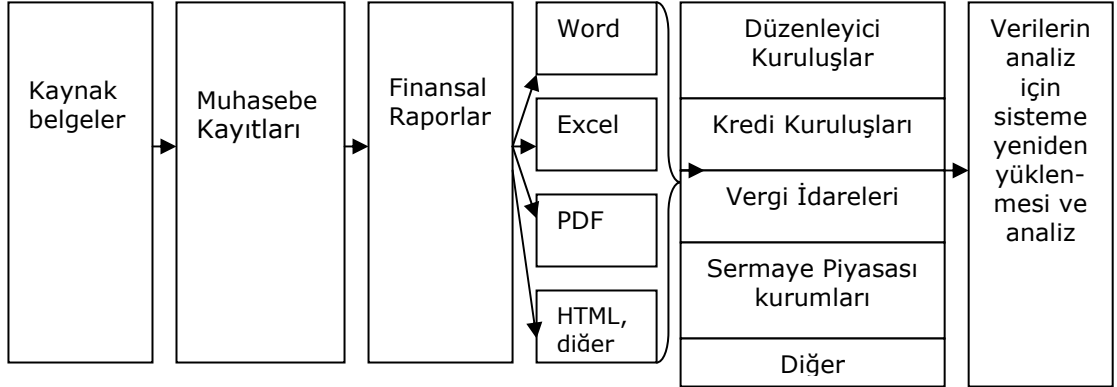 Kaynak
belgeler
Muhasebe
Kayıtları
Finansal
Raporlar
Word
Excel
PDF
HTML,
diğer
Düzenleyici
Kuruluşlar
Kredi Kuruluşları
Vergi İdareleri
Sermaye Piyasası
kurumları
Diğer
Verilerin
analiz
için
sisteme
yeniden
yüklen-
mesi ve
analiz